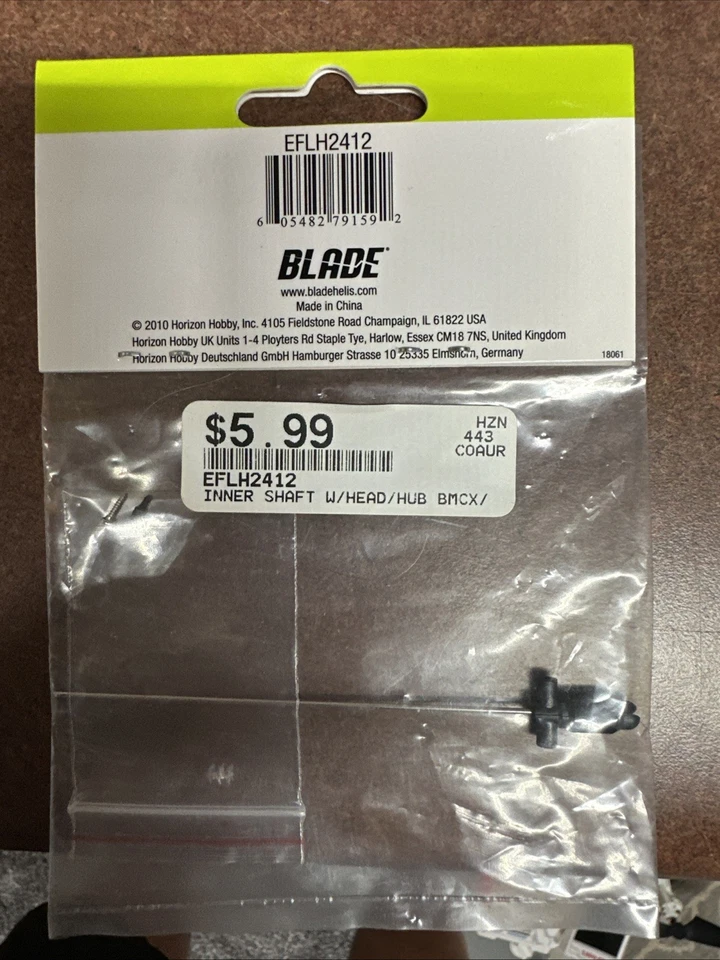 EFLH2412
6 05482 79159 2
BLADE
www.bladehelis.com
Made in China
© 2010 Horizon Hobby, Inc. 4105 Fieldstone Road Champaign, IL 61822 USA
Horizon Hobby UK Units 1-4 Ployters Rd Staple Tye, Harlow, Essex CM18 7NS, United Kingdom
Horizon Hobby Deutschland GmbH Hamburger Strasse 10 25335 Elmshorn, Germany
18061
$5.99
HZN
443
COAUR
EFLH2412
INNER SHAFT W/HEAD/HUB BMCX/